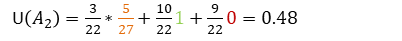 U(A₂) = 3/22 * 5/27 + 10/22 1 + 9/22 0 = 0.48